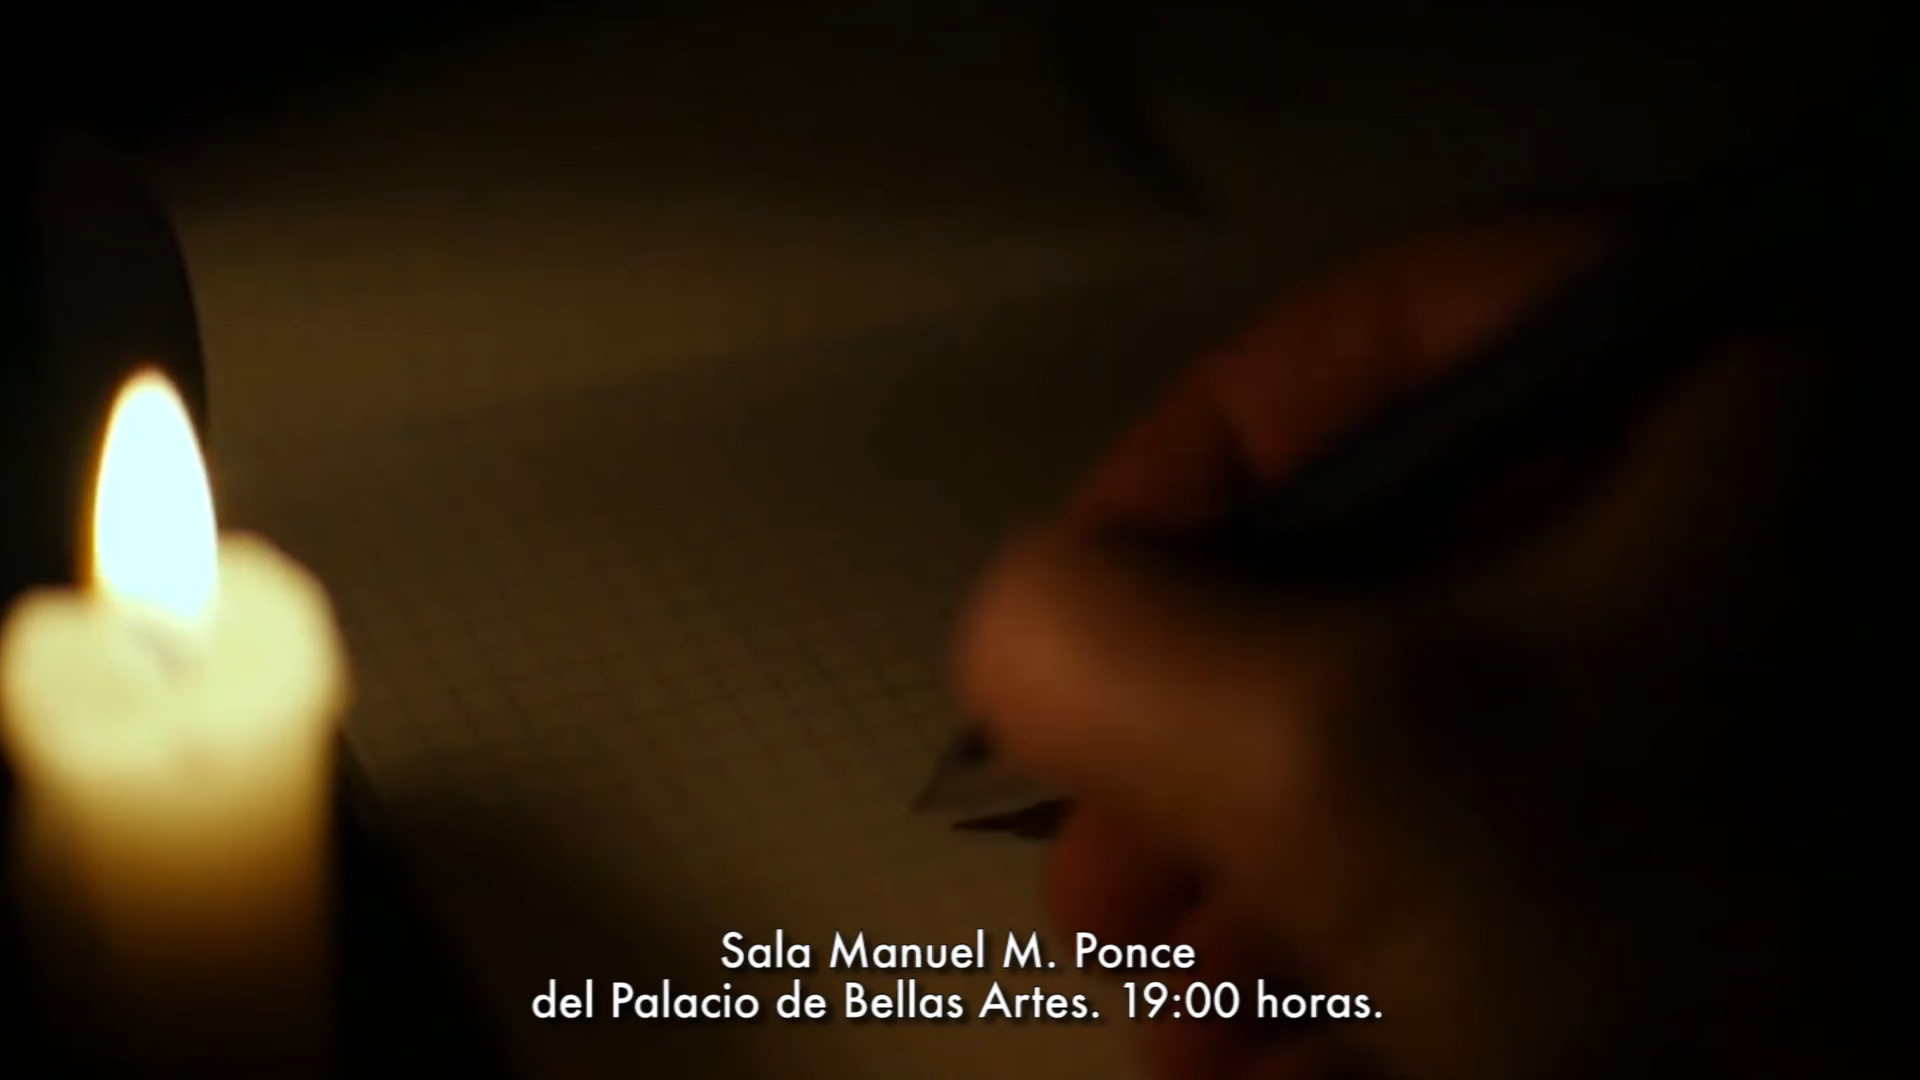 Sala Manuel M. Ponce
del Palacio de Bellas Artes. 19:00 horas.